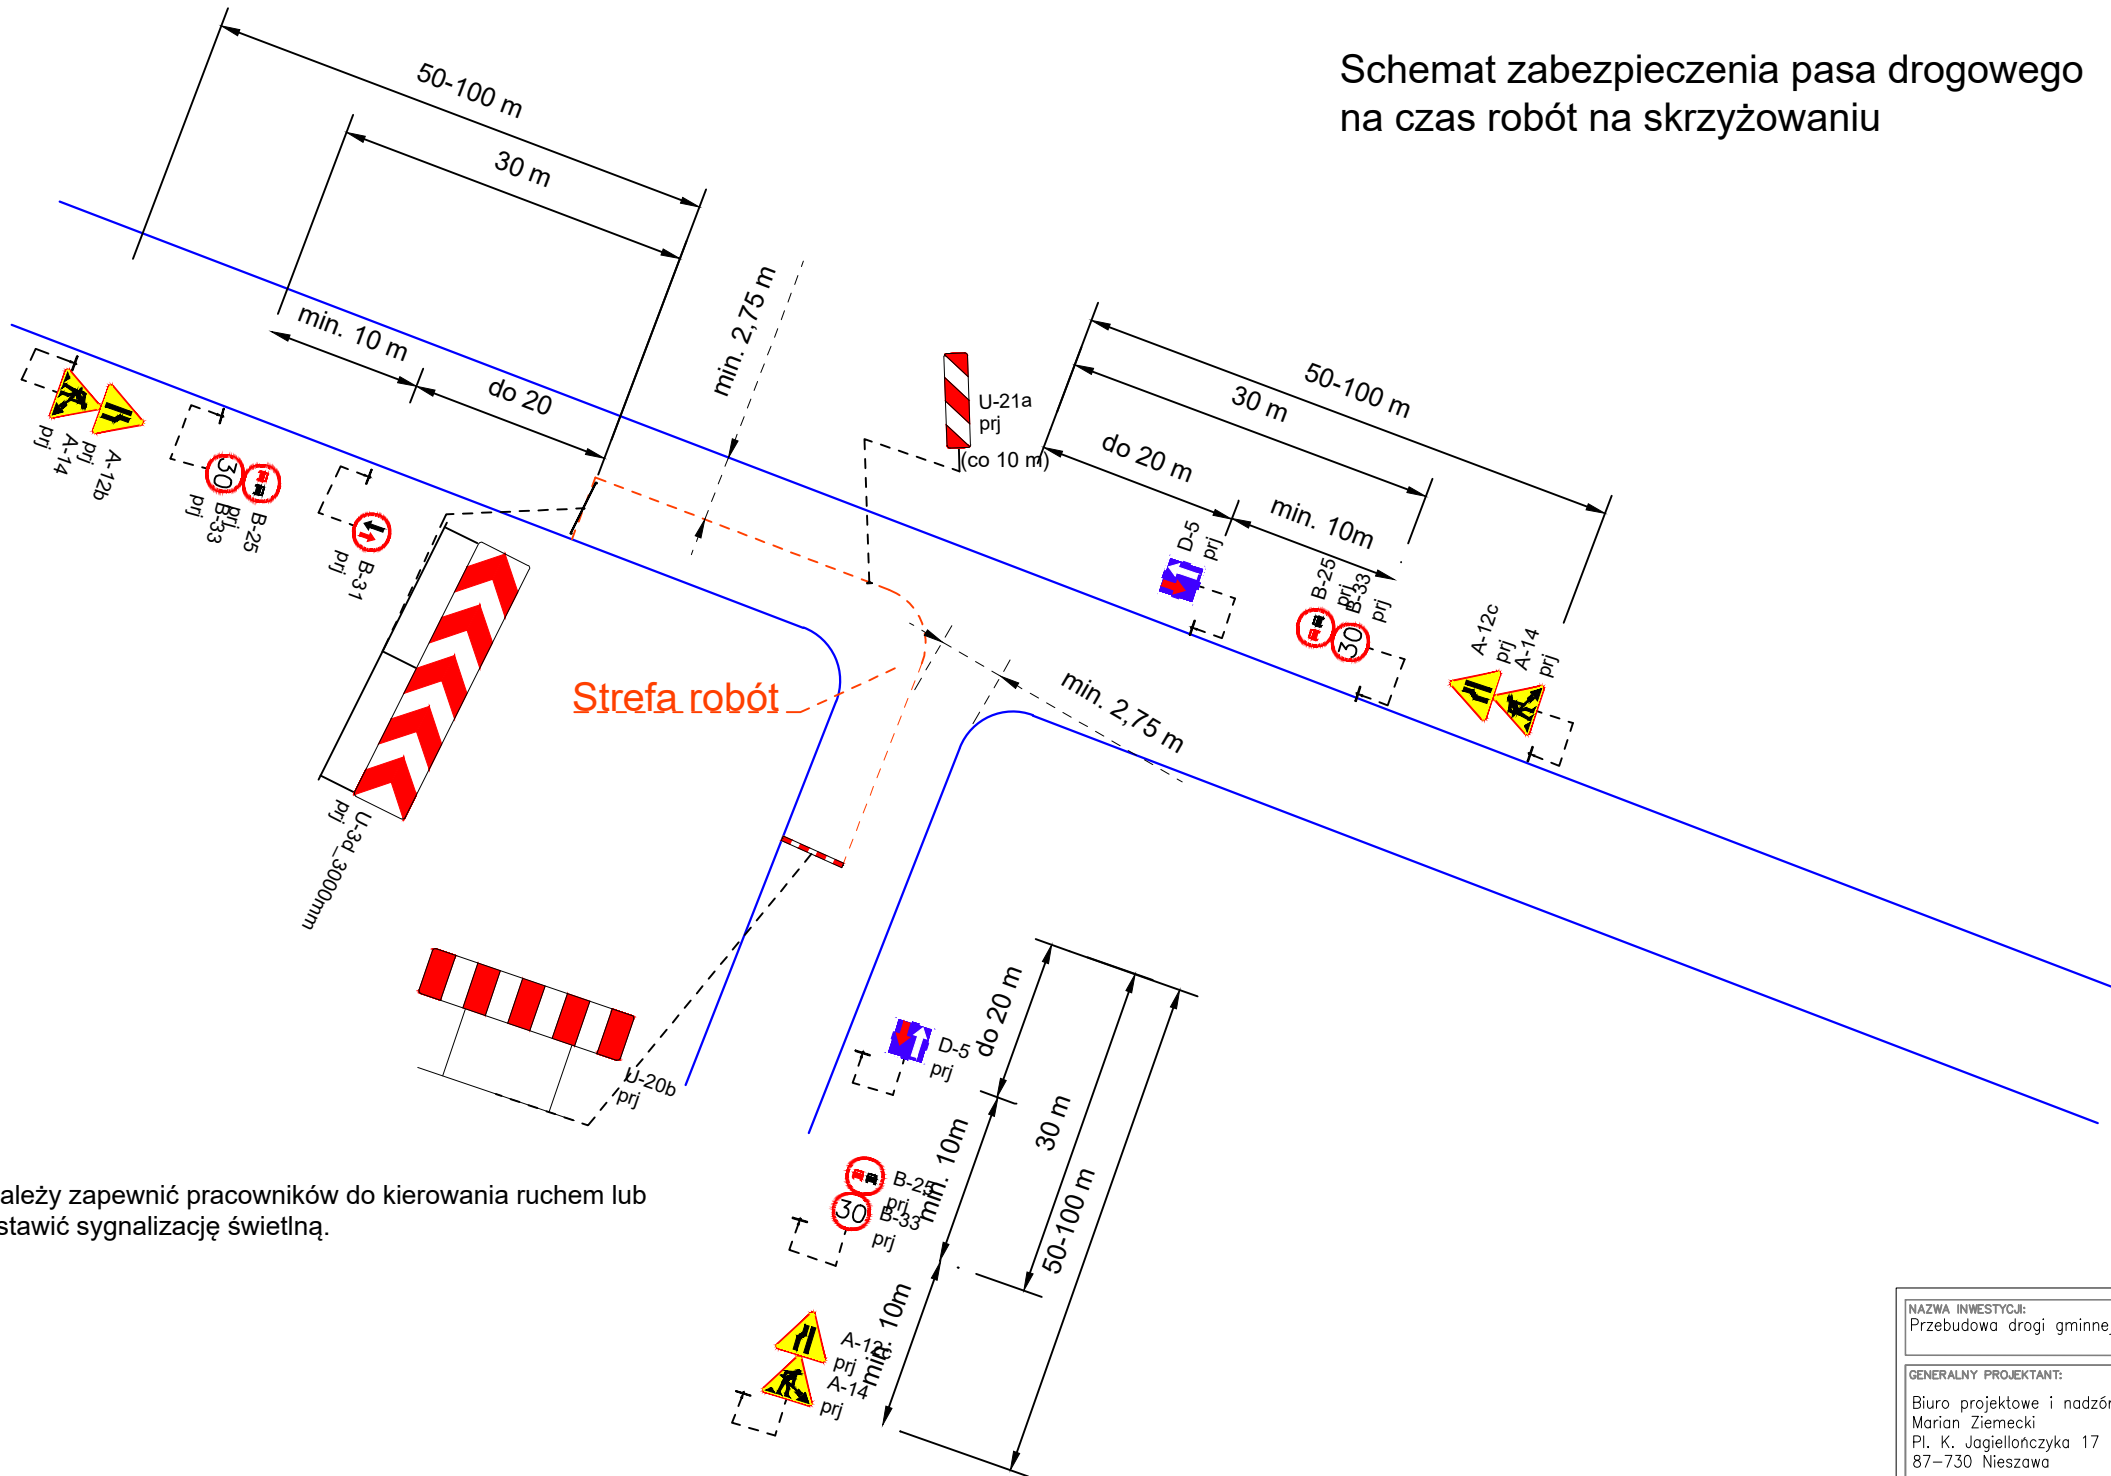 Schemat zabezpieczenia pasa drogowego
na czas robót na skrzyżowaniu
50-100 m
30 m
min. 10 m
do 20
min. 2,75 m
U-21a
prj
(co 10 m)
50-100 m
30 m
do 20 m
min. 10m
A-14
prj
A-12b
prj
30
B-33
prj
B-25
prj
B-31
prj
D-5
prj
B-25
prj
30
B-33
prj
A-12c
prj
A-14
prj
Strefa robót
min. 2,75 m
U-3d_3000mm
prj
U-20b
prj
do 20 m
min. 10m
min. 10m
30 m
50-100 m
D-5
prj
B-25
prj
30
B-33
prj
A-12c
prj
A-14
prj
ależy zapewnić pracowników do kierowania ruchem lub
stawić sygnalizację świetlną.
NAZWA INWESTYCJI:
Przebudowa drogi gminnej
GENERALNY PROJEKTANT:
Biuro projektowe i nadzór
Marian Ziemecki
Pl. K. Jagiellończyka 17
87-730 Nieszawa